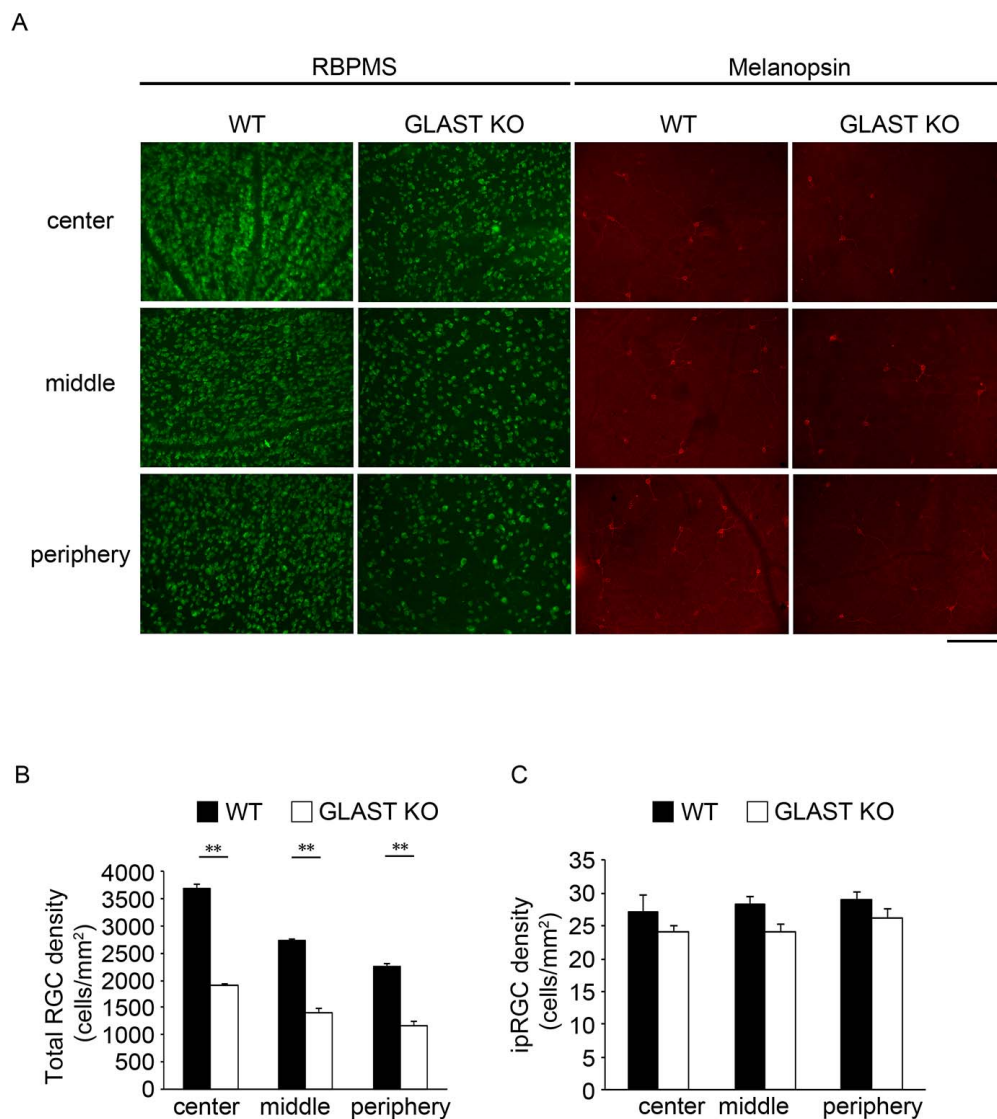 A
RBPMS Melanopsin
WT GLAST KO WT GLAST KO
center
middle
periphery
B
WT GLAST KO
** ** **
Total RGC density
(cells/mm²)
4000
3500
3000
2500
2000
1500
1000
500
0
center middle periphery
C
WT GLAST KO
ipRGC density
(cells/mm²)
35
30
25
20
15
10
5
0
center middle periphery